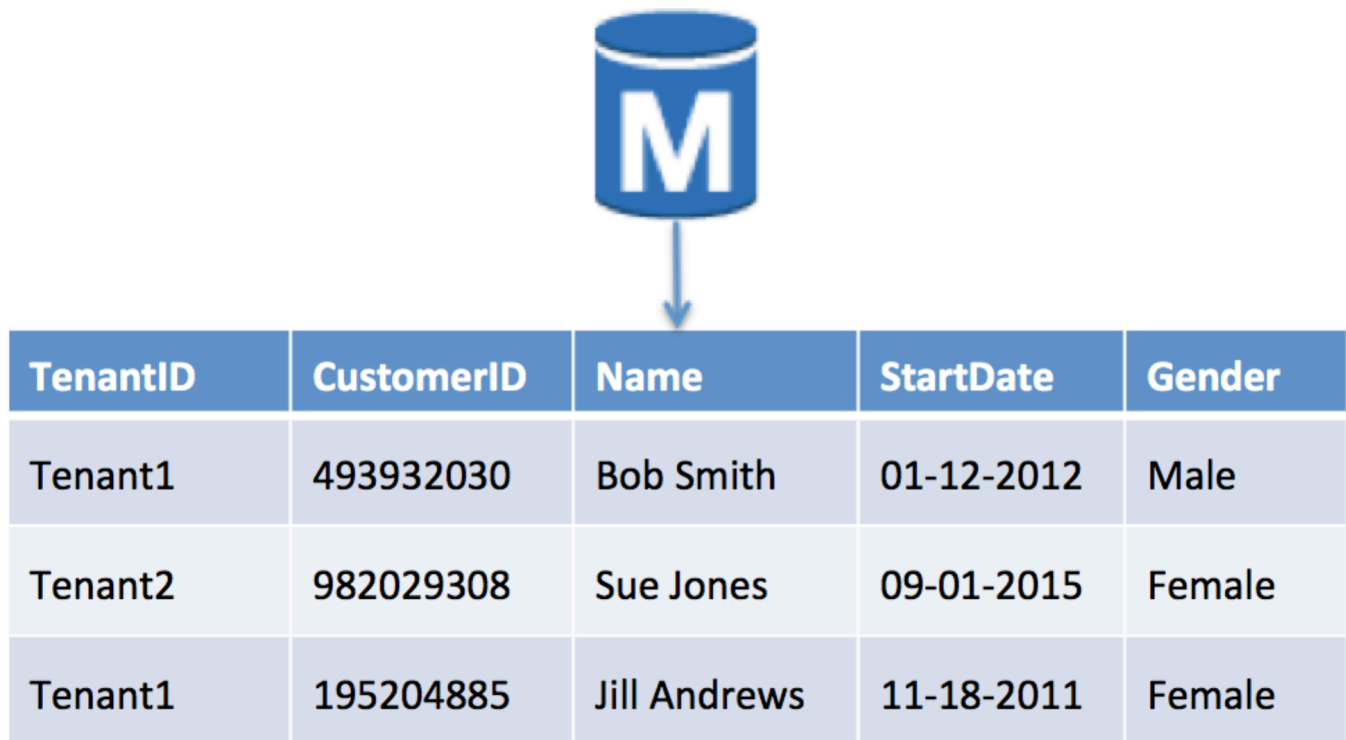 M
TenantID CustomerID Name StartDate Gender
Tenant1 493932030 Bob Smith 01-12-2012 Male
Tenant2 982029308 Sue Jones 09-01-2015 Female
Tenant1 195204885 Jill Andrews 11-18-2011 Female